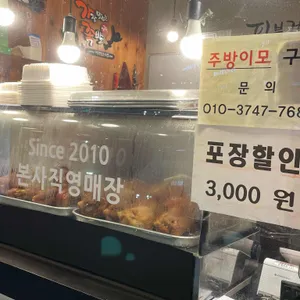 주방이모 구
문의
010-3747-768
포장할인
3,000 원
Since 2010
본사직영매장